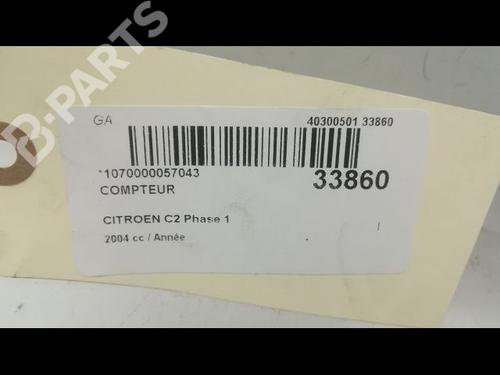 B-PARTS
GA
40300501 33860
*1070000057043
33860
COMPTEUR
CITROEN C2 Phase 1
2004 cc / Année